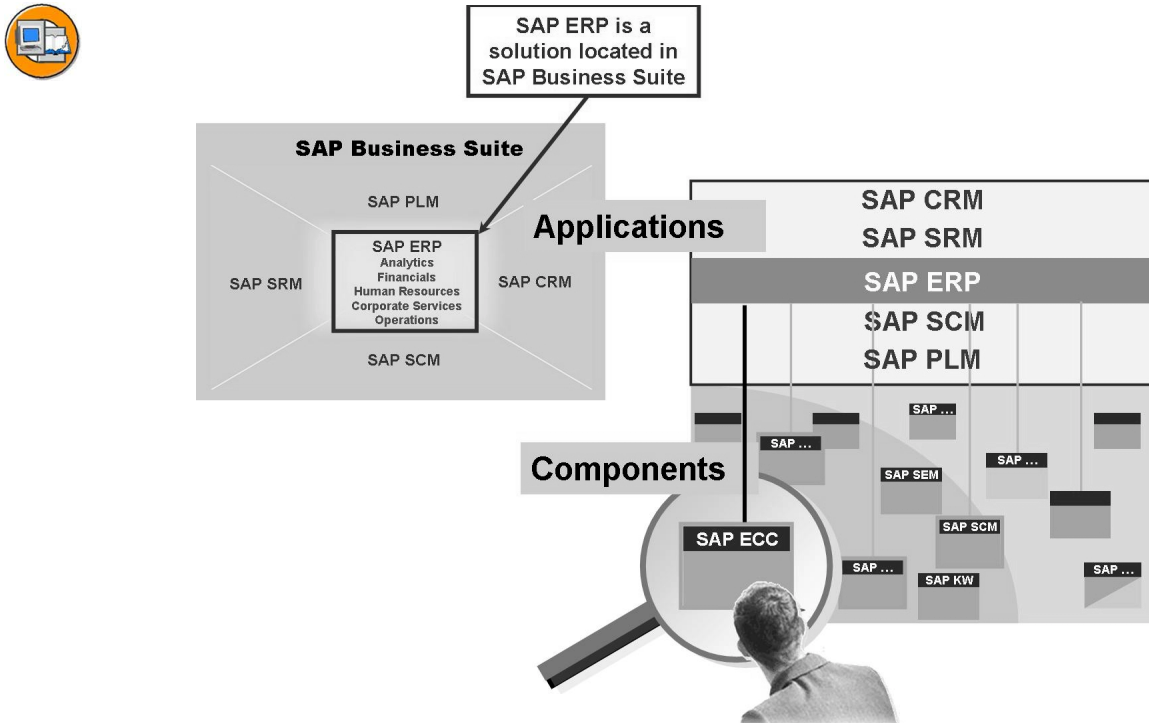 SAP ERP is a
solution located in
SAP Business Suite
SAP Business Suite
SAP PLM
SAP ERP
Analytics
Financials
Human Resources
Corporate Services
Operations
SAP SRM
SAP CRM
SAP SCM
Applications
SAP CRM
SAP SRM
SAP ERP
SAP SCM
SAP PLM
Components
SAP ...
SAP ...
SAP ...
SAP SEM
SAP SCM
SAP ECC
SAP ...
SAP KW
SAP ...